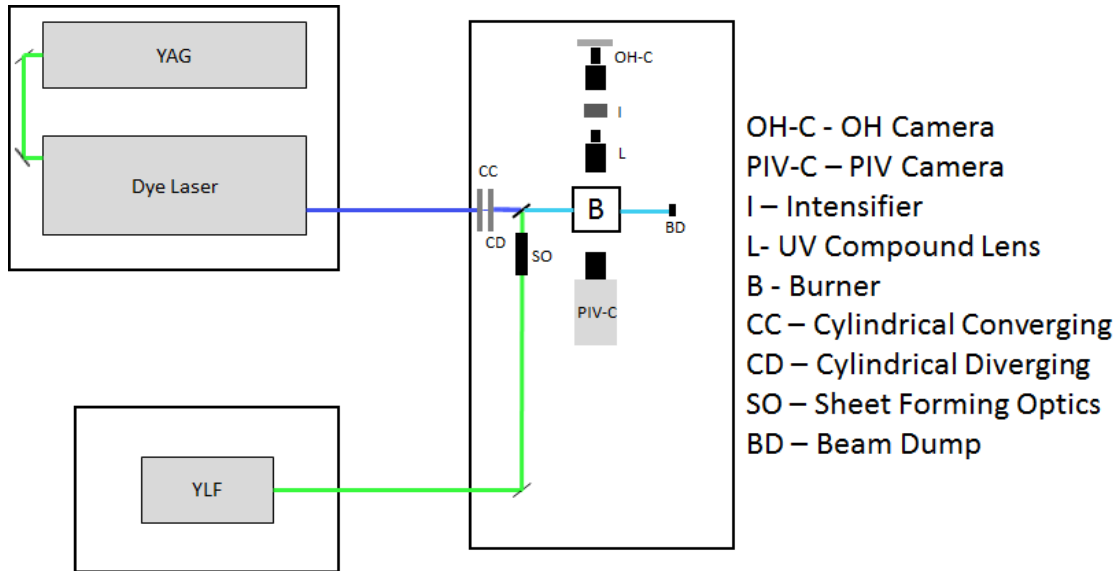 YAG
Dye Laser
YLF
CC
CD
SO
OH-C
I
L
B
BD
PIV-C
OH-C - OH Camera
PIV-C – PIV Camera
I – Intensifier
L- UV Compound Lens
B - Burner
CC – Cylindrical Converging
CD – Cylindrical Diverging
SO – Sheet Forming Optics
BD – Beam Dump